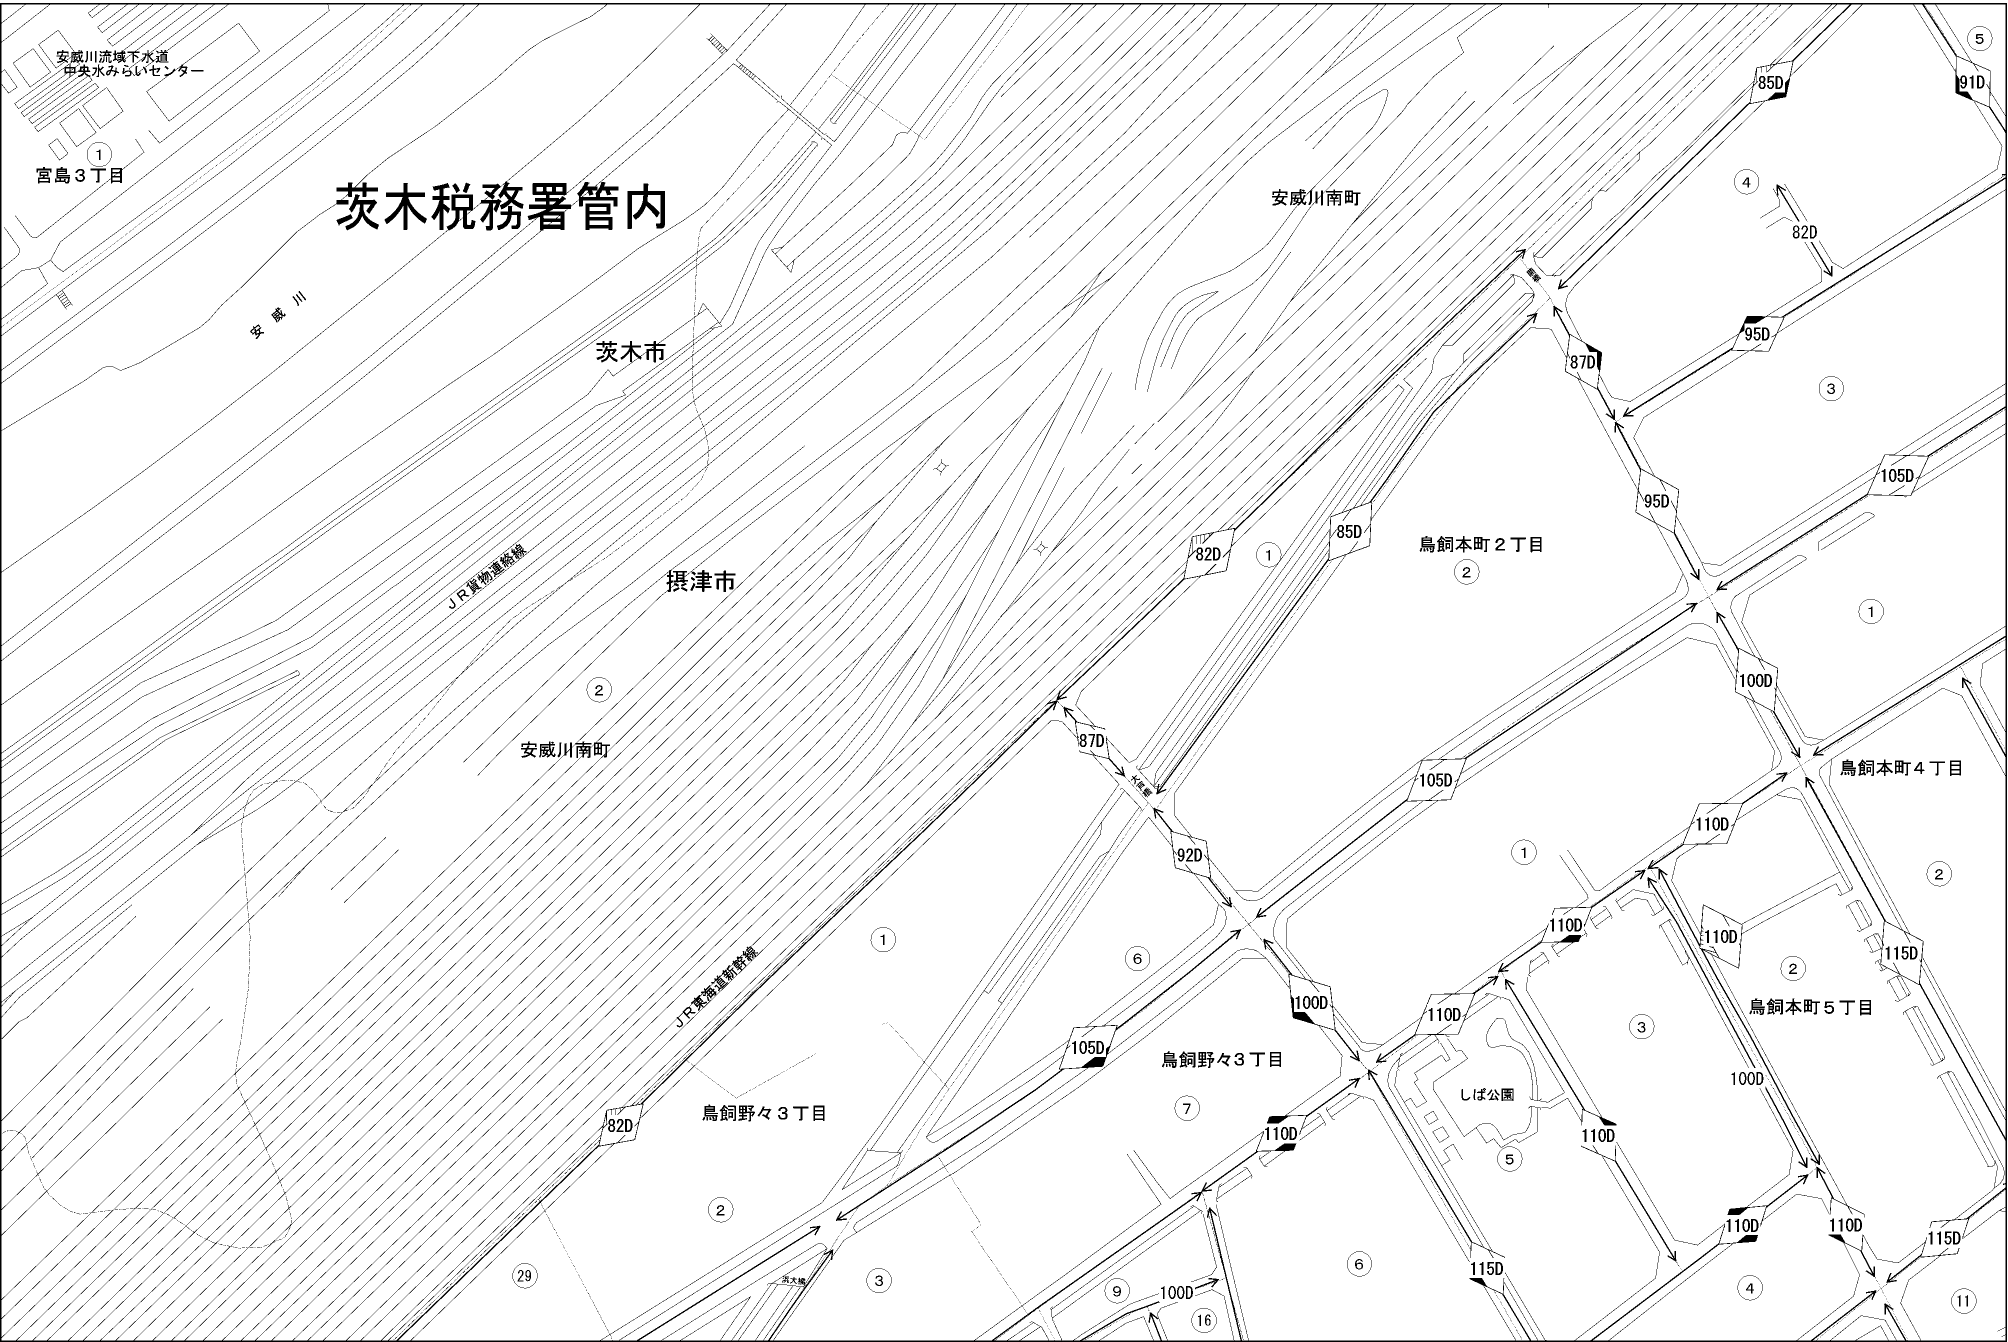 安威川流域下水道
中央水みらいセンター
①
宮島３丁目
茨木税務署管内
安威川
茨木市
JR貨物連絡線
摂津市
②
安威川南町
JR東海道新幹線
安威川南町
⑤
91D
85D
④
82D
95D
87D
③
105D
95D
82D
①
85D
鳥飼本町２丁目
②
①
100D
87D
105D
鳥飼本町４丁目
110D
92D
①
②
110D
110D
①
⑥
115D
②
鳥飼本町５丁目
100D
110D
③
105D
鳥飼野々３丁目
100D
しば公園
鳥飼野々３丁目
⑦
82D
110D
110D
⑤
②
110D
110D
115D
⑥
115D
29
浜大橋
③
⑨
100D
16
④
11